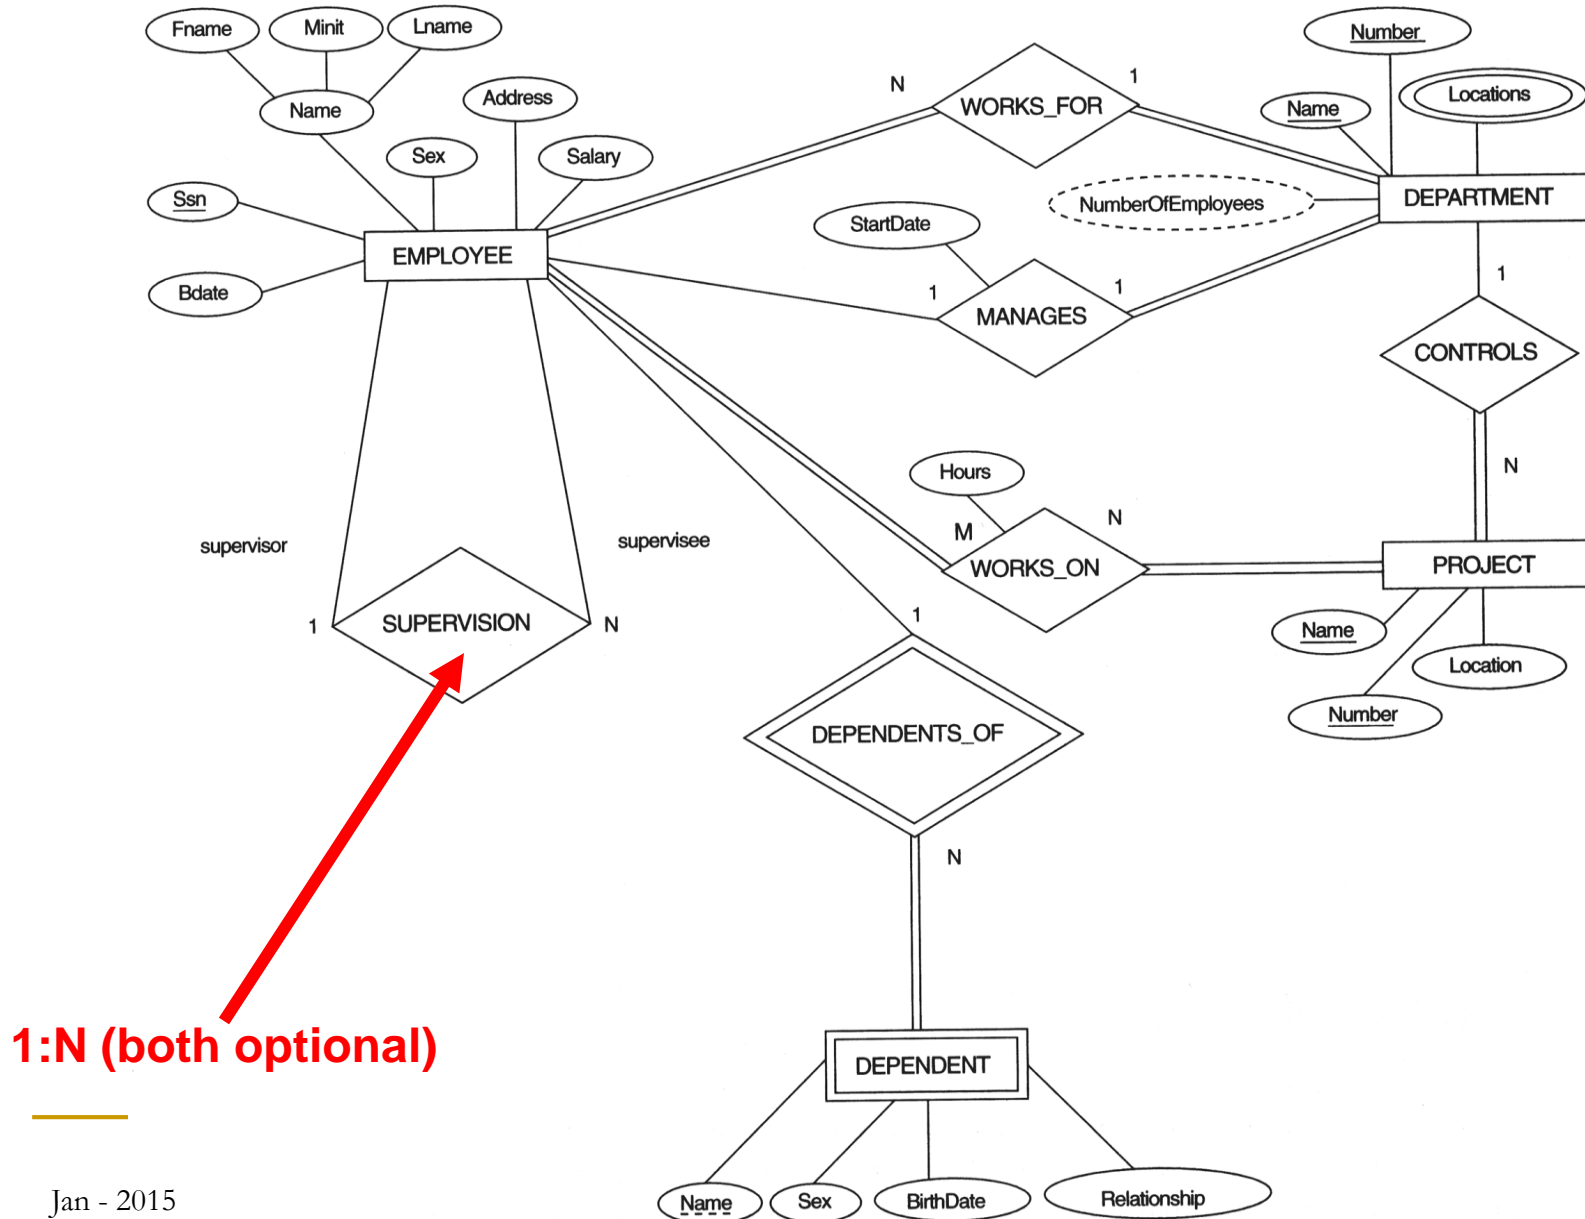 Fname
Minit
Lname
Number
Name
Address
Locations
N
1
WORKS_FOR
Name
Sex
Salary
Ssn
NumberOfEmployees
DEPARTMENT
StartDate
EMPLOYEE
Bdate
1
1
1
MANAGES
CONTROLS
Hours
N
M
N
supervisor
supervisee
WORKS_ON
PROJECT
1
1
SUPERVISION
N
Name
Location
Number
DEPENDENTS_OF
N
1:N (both optional)
DEPENDENT
Jan - 2015
Name
Sex
BirthDate
Relationship